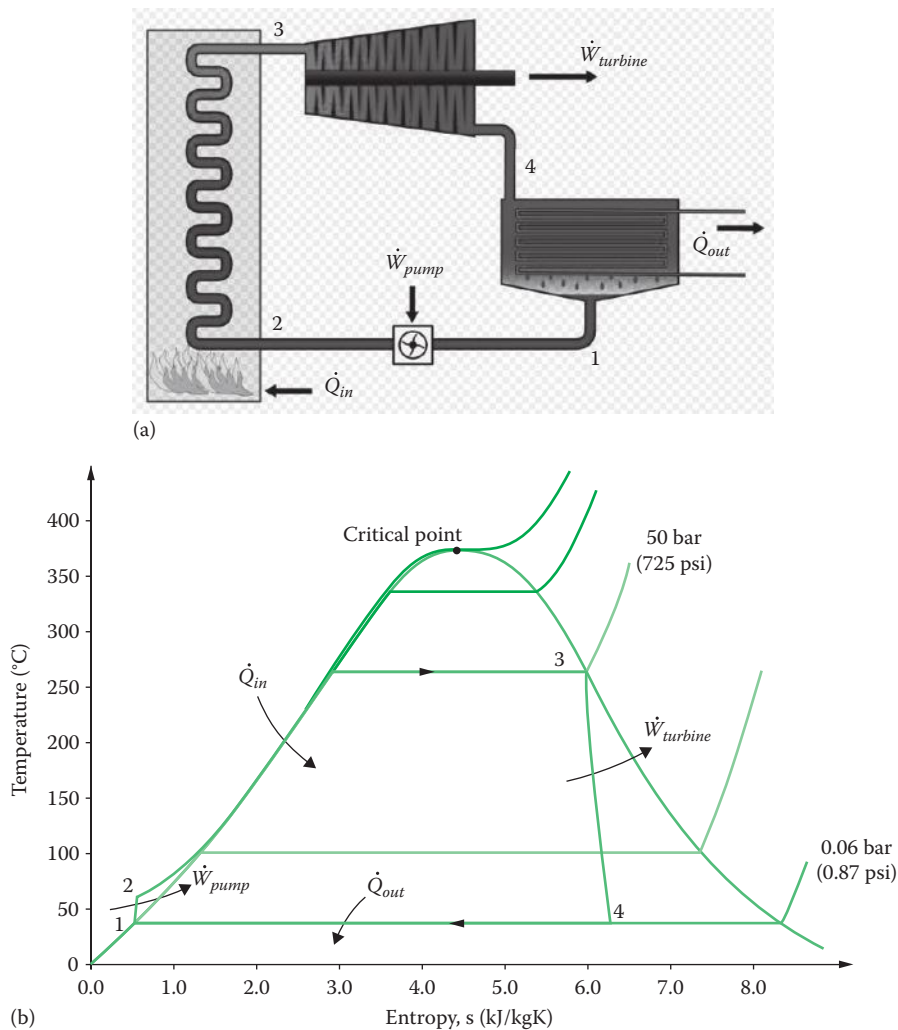 3
Ẇturbine
4
Q̇out
Ẇpump
2
1
Q̇in
(a)
400
350
300
250
200
150
100
50
0
Temperature (°C)
Critical point
50 bar
(725 psi)
3
Q̇in
Ẇturbine
0.06 bar
(0.87 psi)
2
Ẇpump
Q̇out
1
4
0.0 1.0 2.0 3.0 4.0 5.0 6.0 7.0 8.0
Entropy, s (kJ/kgK)
(b)